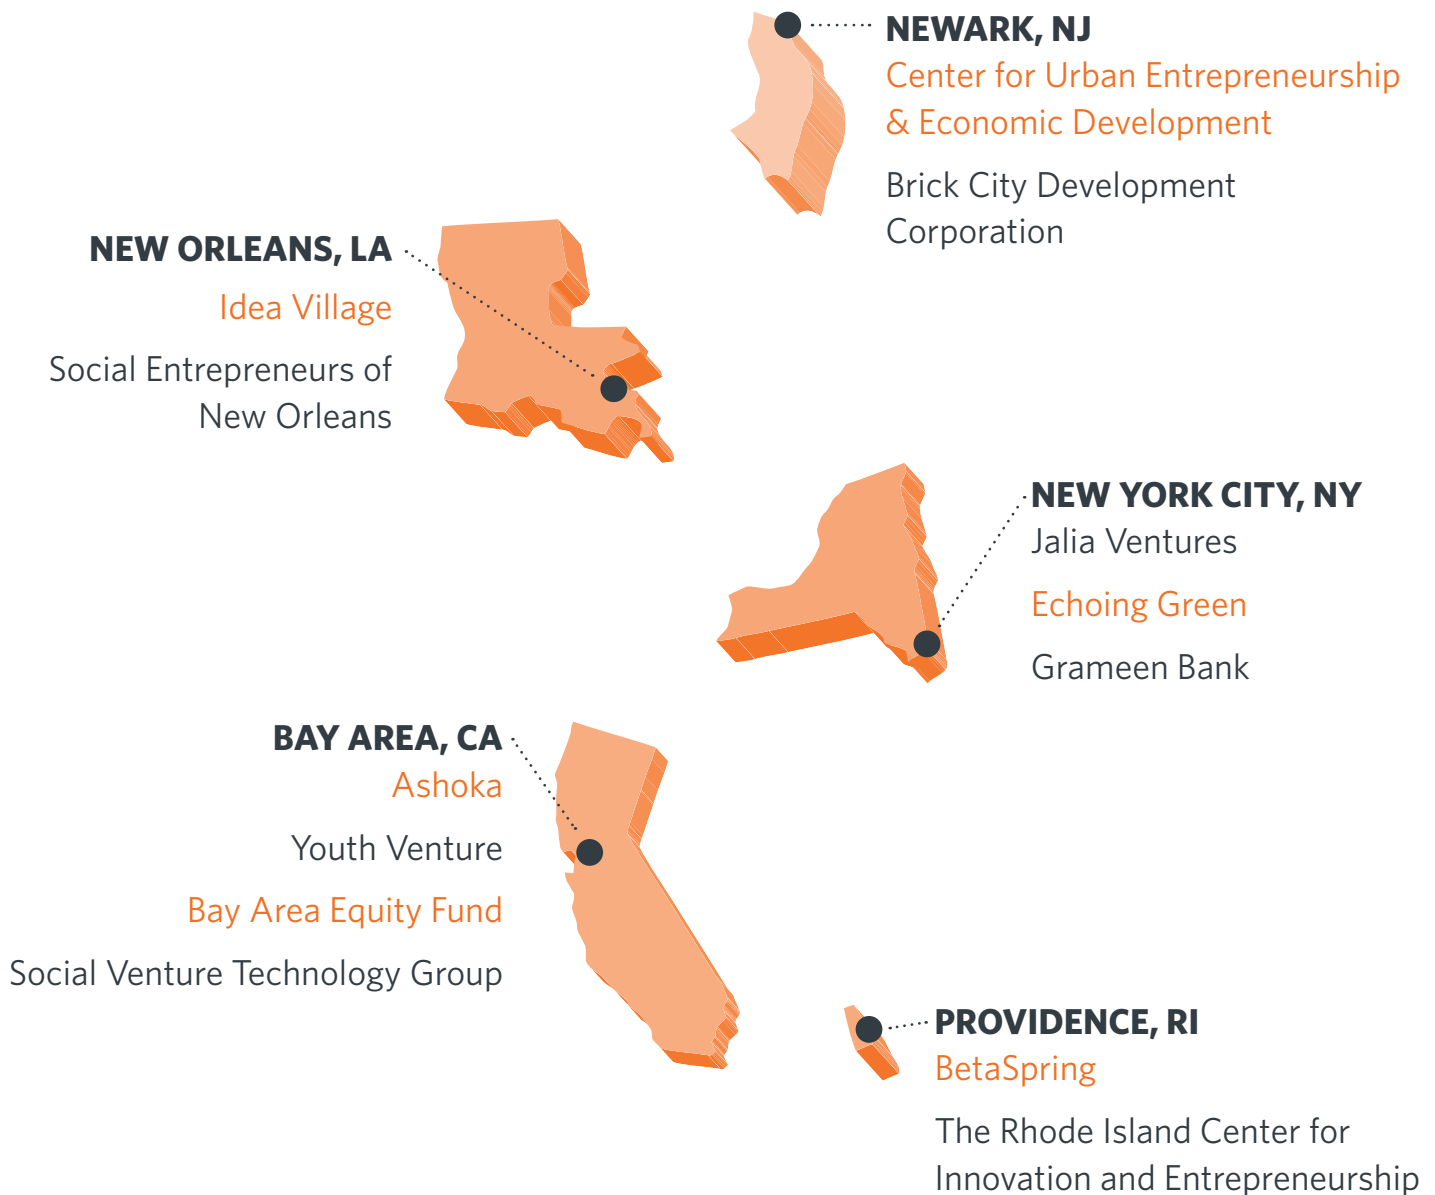 NEWARK, NJ
Center for Urban Entrepreneurship
& Economic Development
Brick City Development
Corporation
NEW ORLEANS, LA
Idea Village
Social Entrepreneurs of
New Orleans
NEW YORK CITY, NY
Jalia Ventures
Echoing Green
Grameen Bank
BAY AREA, CA
Ashoka
Youth Venture
Bay Area Equity Fund
Social Venture Technology Group
PROVIDENCE, RI
BetaSpring
The Rhode Island Center for
Innovation and Entrepreneurship